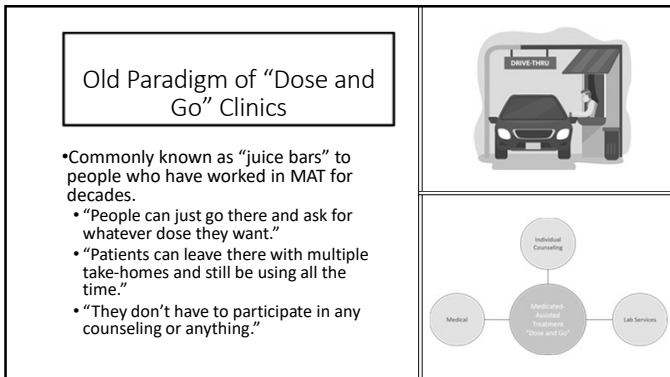 Old Paradigm of “Dose and
Go” Clinics
•Commonly known as “juice bars” to
people who have worked in MAT for
decades.
• “People can just go there and ask for
whatever dose they want.”
• “Patients can leave there with multiple
take-homes and still be using all the
time.”
• “They don’t have to participate in any
counseling or anything.”
DRIVE-THRU
Individual
Counseling
Medical
Medicated-
Assisted
Treatment
“Dose and Go”
Lab Services